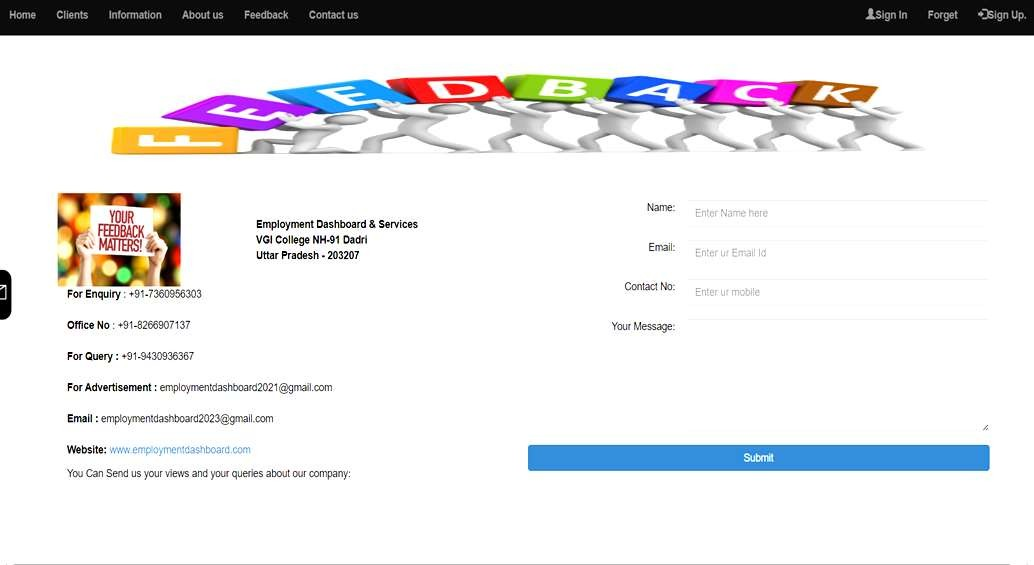 Home Clients Information About us Feedback Contact us Sign In Forget Sign Up.
FEEDBACK
YOUR
FEEDBACK
MATTERS!
Employment Dashboard & Services
VGI College NH-91 Dadri
Uttar Pradesh - 203207
For Enquiry : +91-7360956303
Office No : +91-8266907137
For Query : +91-9430936367
For Advertisement : employmentdashboard2021@gmail.com
Email : employmentdashboard2023@gmail.com
Website: www.employmentdashboard.com
You Can Send us your views and your queries about our company:
Name: Enter Name here
Email: Enter ur Email Id
Contact No: Enter ur mobile
Your Message:
Submit